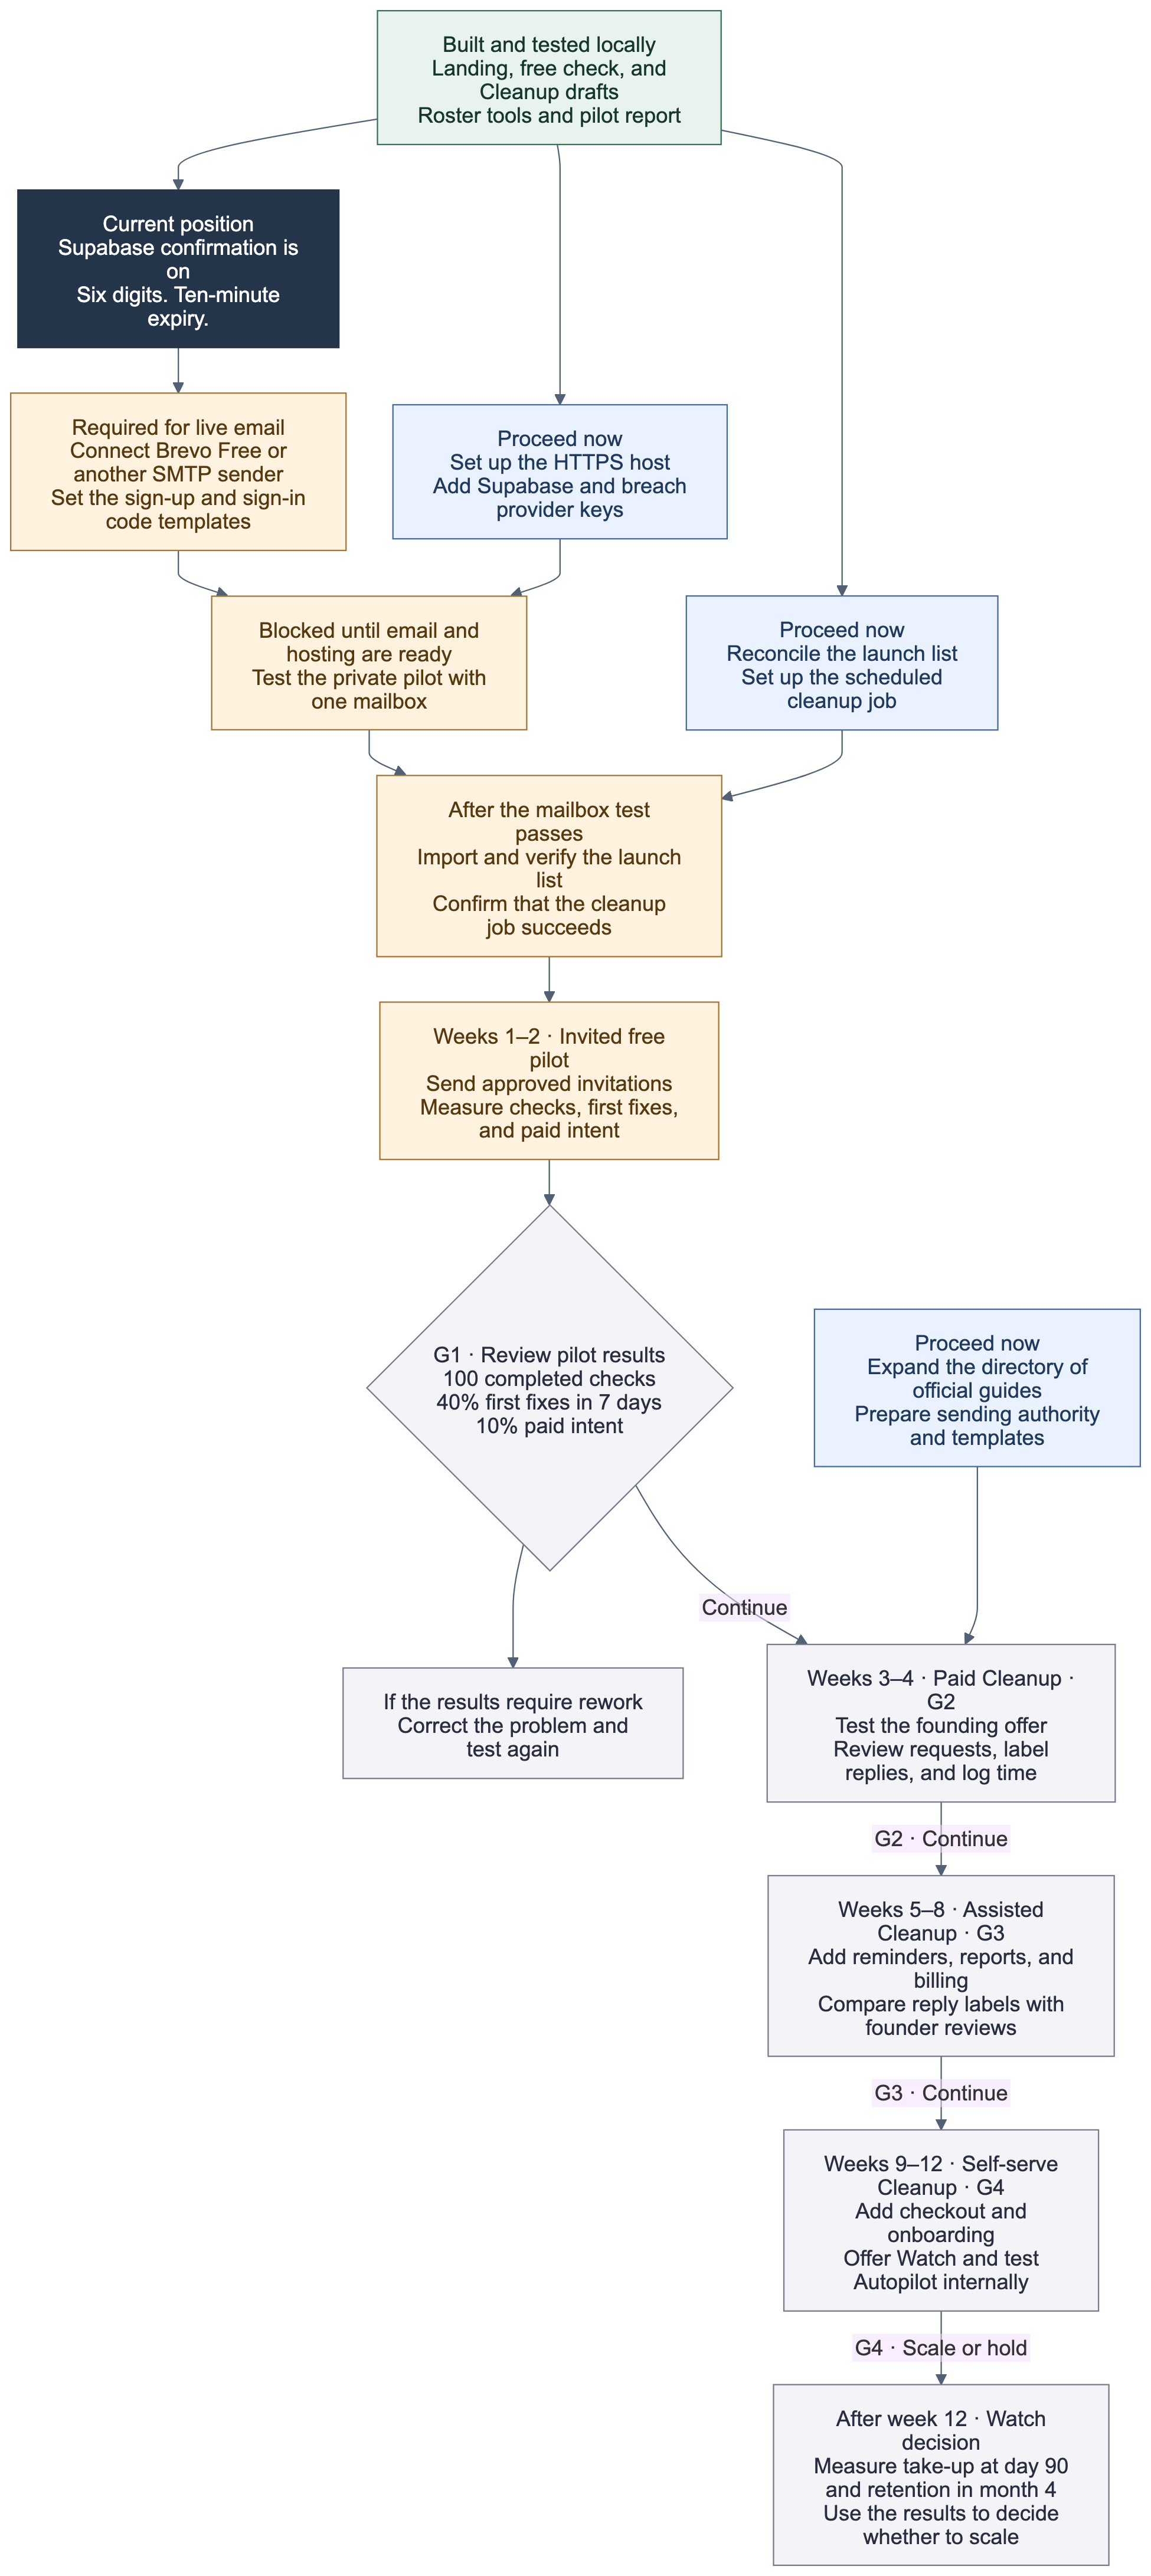 Built and tested locally
Landing, free check, and
Cleanup drafts
Roster tools and pilot report
Current position
Supabase confirmation is
on
Six digits. Ten-minute
expiry.
Required for live email
Connect Brevo Free or
another SMTP sender
Set the sign-up and sign-in
code templates
Proceed now
Set up the HTTPS host
Add Supabase and breach
provider keys
Blocked until email and
hosting are ready
Test the private pilot with
one mailbox
Proceed now
Reconcile the launch list
Set up the scheduled
cleanup job
After the mailbox test
passes
Import and verify the launch
list
Confirm that the cleanup
job succeeds
Weeks 1–2 · Invited free
pilot
Send approved invitations
Measure checks, first fixes,
and paid intent
G1 · Review pilot results
100 completed checks
40% first fixes in 7 days
10% paid intent
Proceed now
Expand the directory of
official guides
Prepare sending authority
and templates
Continue
If the results require rework
Correct the problem and
test again
Weeks 3–4 · Paid Cleanup ·
G2
Test the founding offer
Review requests, label
replies, and log time
G2 · Continue
Weeks 5–8 · Assisted
Cleanup · G3
Add reminders, reports, and
billing
Compare reply labels with
founder reviews
G3 · Continue
Weeks 9–12 · Self-serve
Cleanup · G4
Add checkout and
onboarding
Offer Watch and test
Autopilot internally
G4 · Scale or hold
After week 12 · Watch
decision
Measure take-up at day 90
and retention in month 4
Use the results to decide
whether to scale